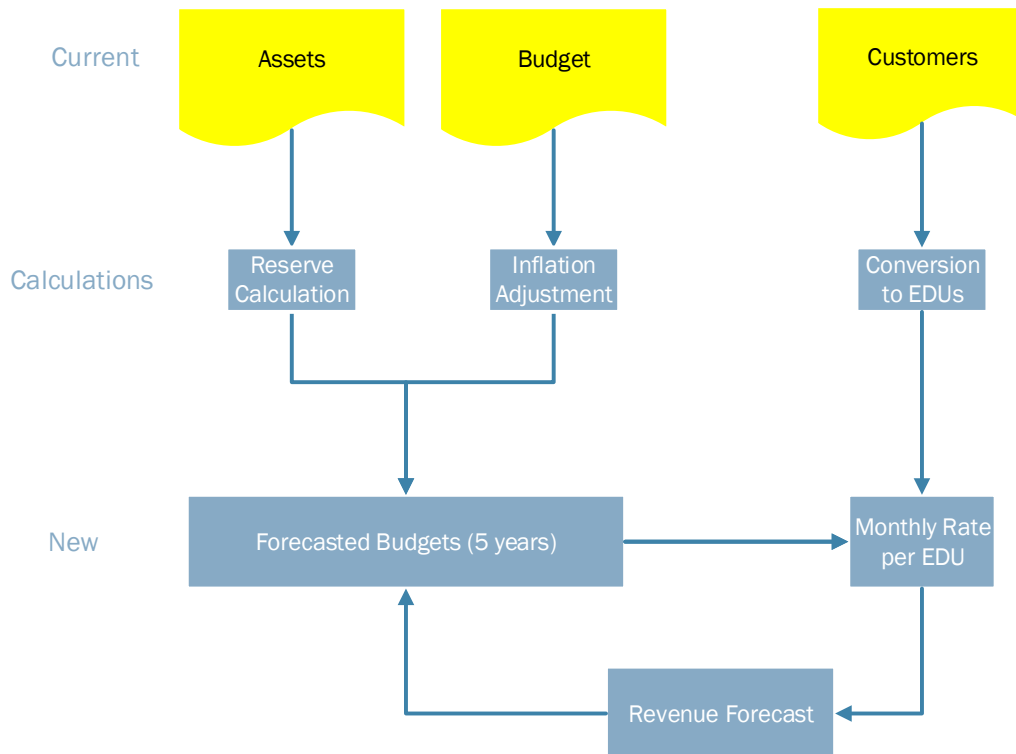 Current
Assets
Budget
Customers
Calculations
Reserve
Calculation
Inflation
Adjustment
Conversion
to EDUs
New
Forecasted Budgets (5 years)
Monthly Rate
per EDU
Revenue Forecast